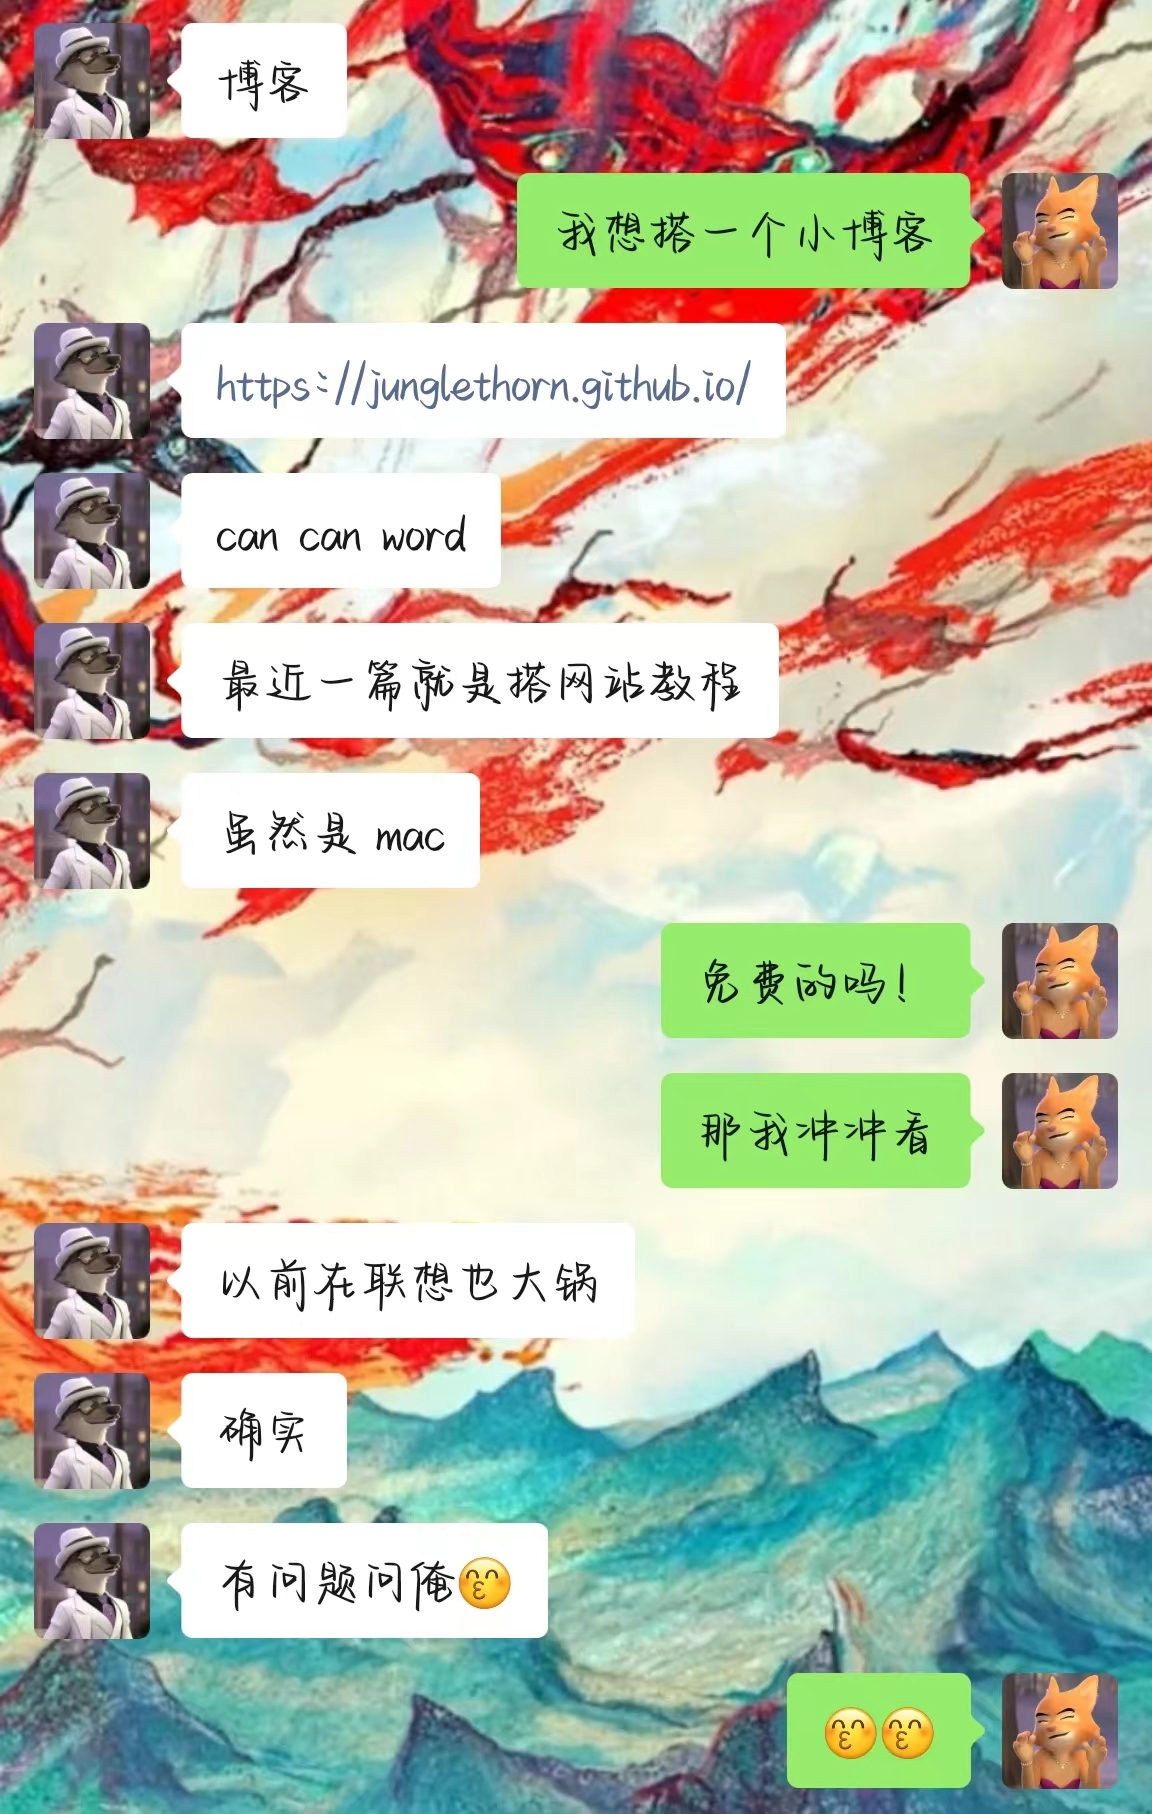 博客
我想搭一个小博客
https://junglethorn.github.io/
can can word
最近一篇就是搭网站教程
虽然是 mac
免费的吗！
那我冲冲看
以前在联想也大锅
确实
有问题问俺😙
😙😙